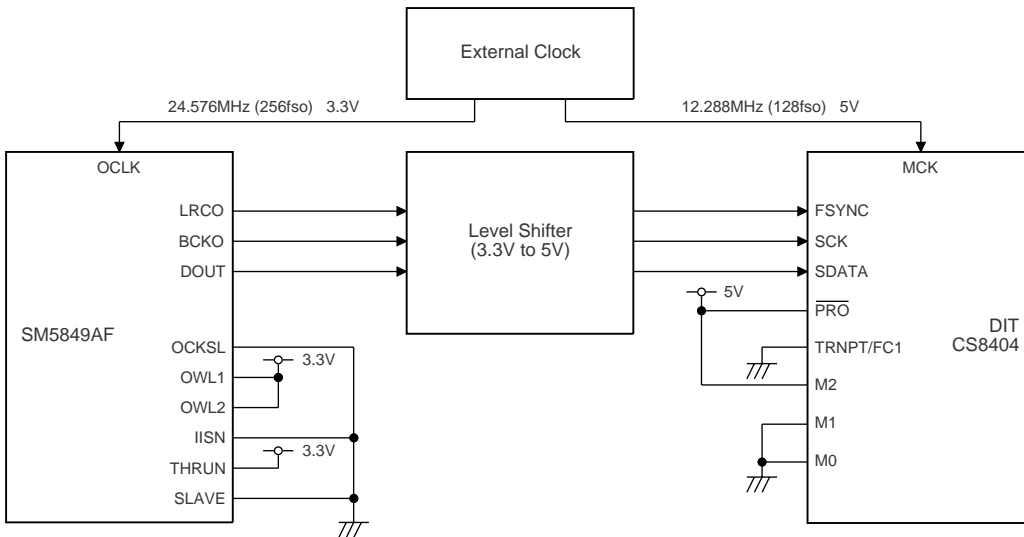 External Clock
24.576MHz (256fso) 3.3V
12.288MHz (128fso) 5V
OCLK
LRCO
BCKO
DOUT
SM5849AF
OCKSL
3.3V
OWL1
OWL2
IISN
3.3V
THRUN
SLAVE
Level Shifter
(3.3V to 5V)
MCK
FSYNC
SCK
SDATA
5V
PRO
TRNPT/FC1
M2
M1
M0
DIT
CS8404